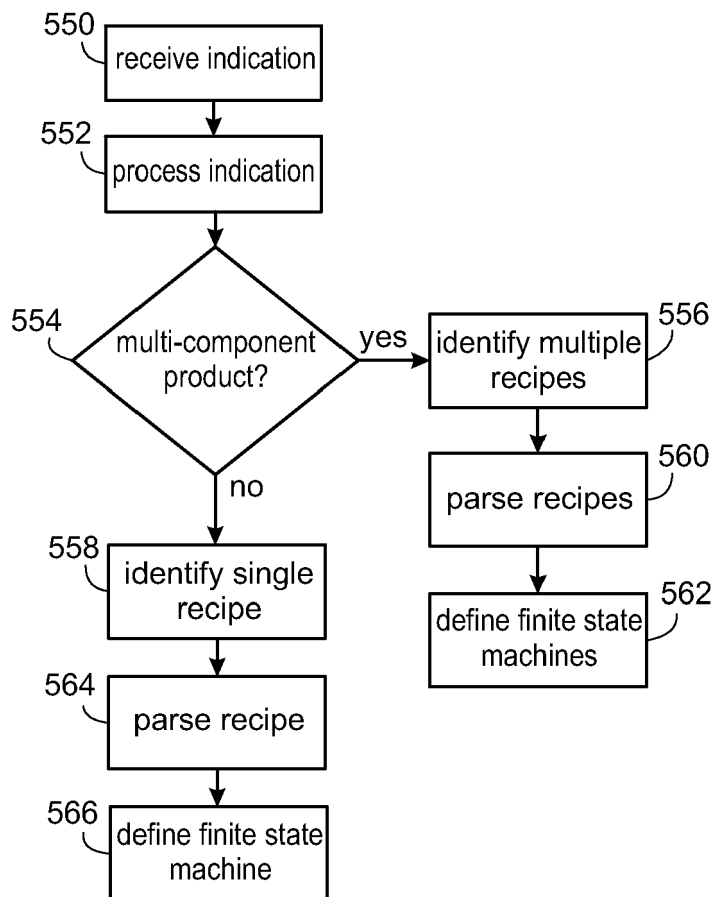 550
receive indication
552
process indication
554
multi-component
product?
yes
556
identify multiple
recipes
560
parse recipes
562
define finite state
machines
no
558
identify single
recipe
564
parse recipe
566
define finite state
machine